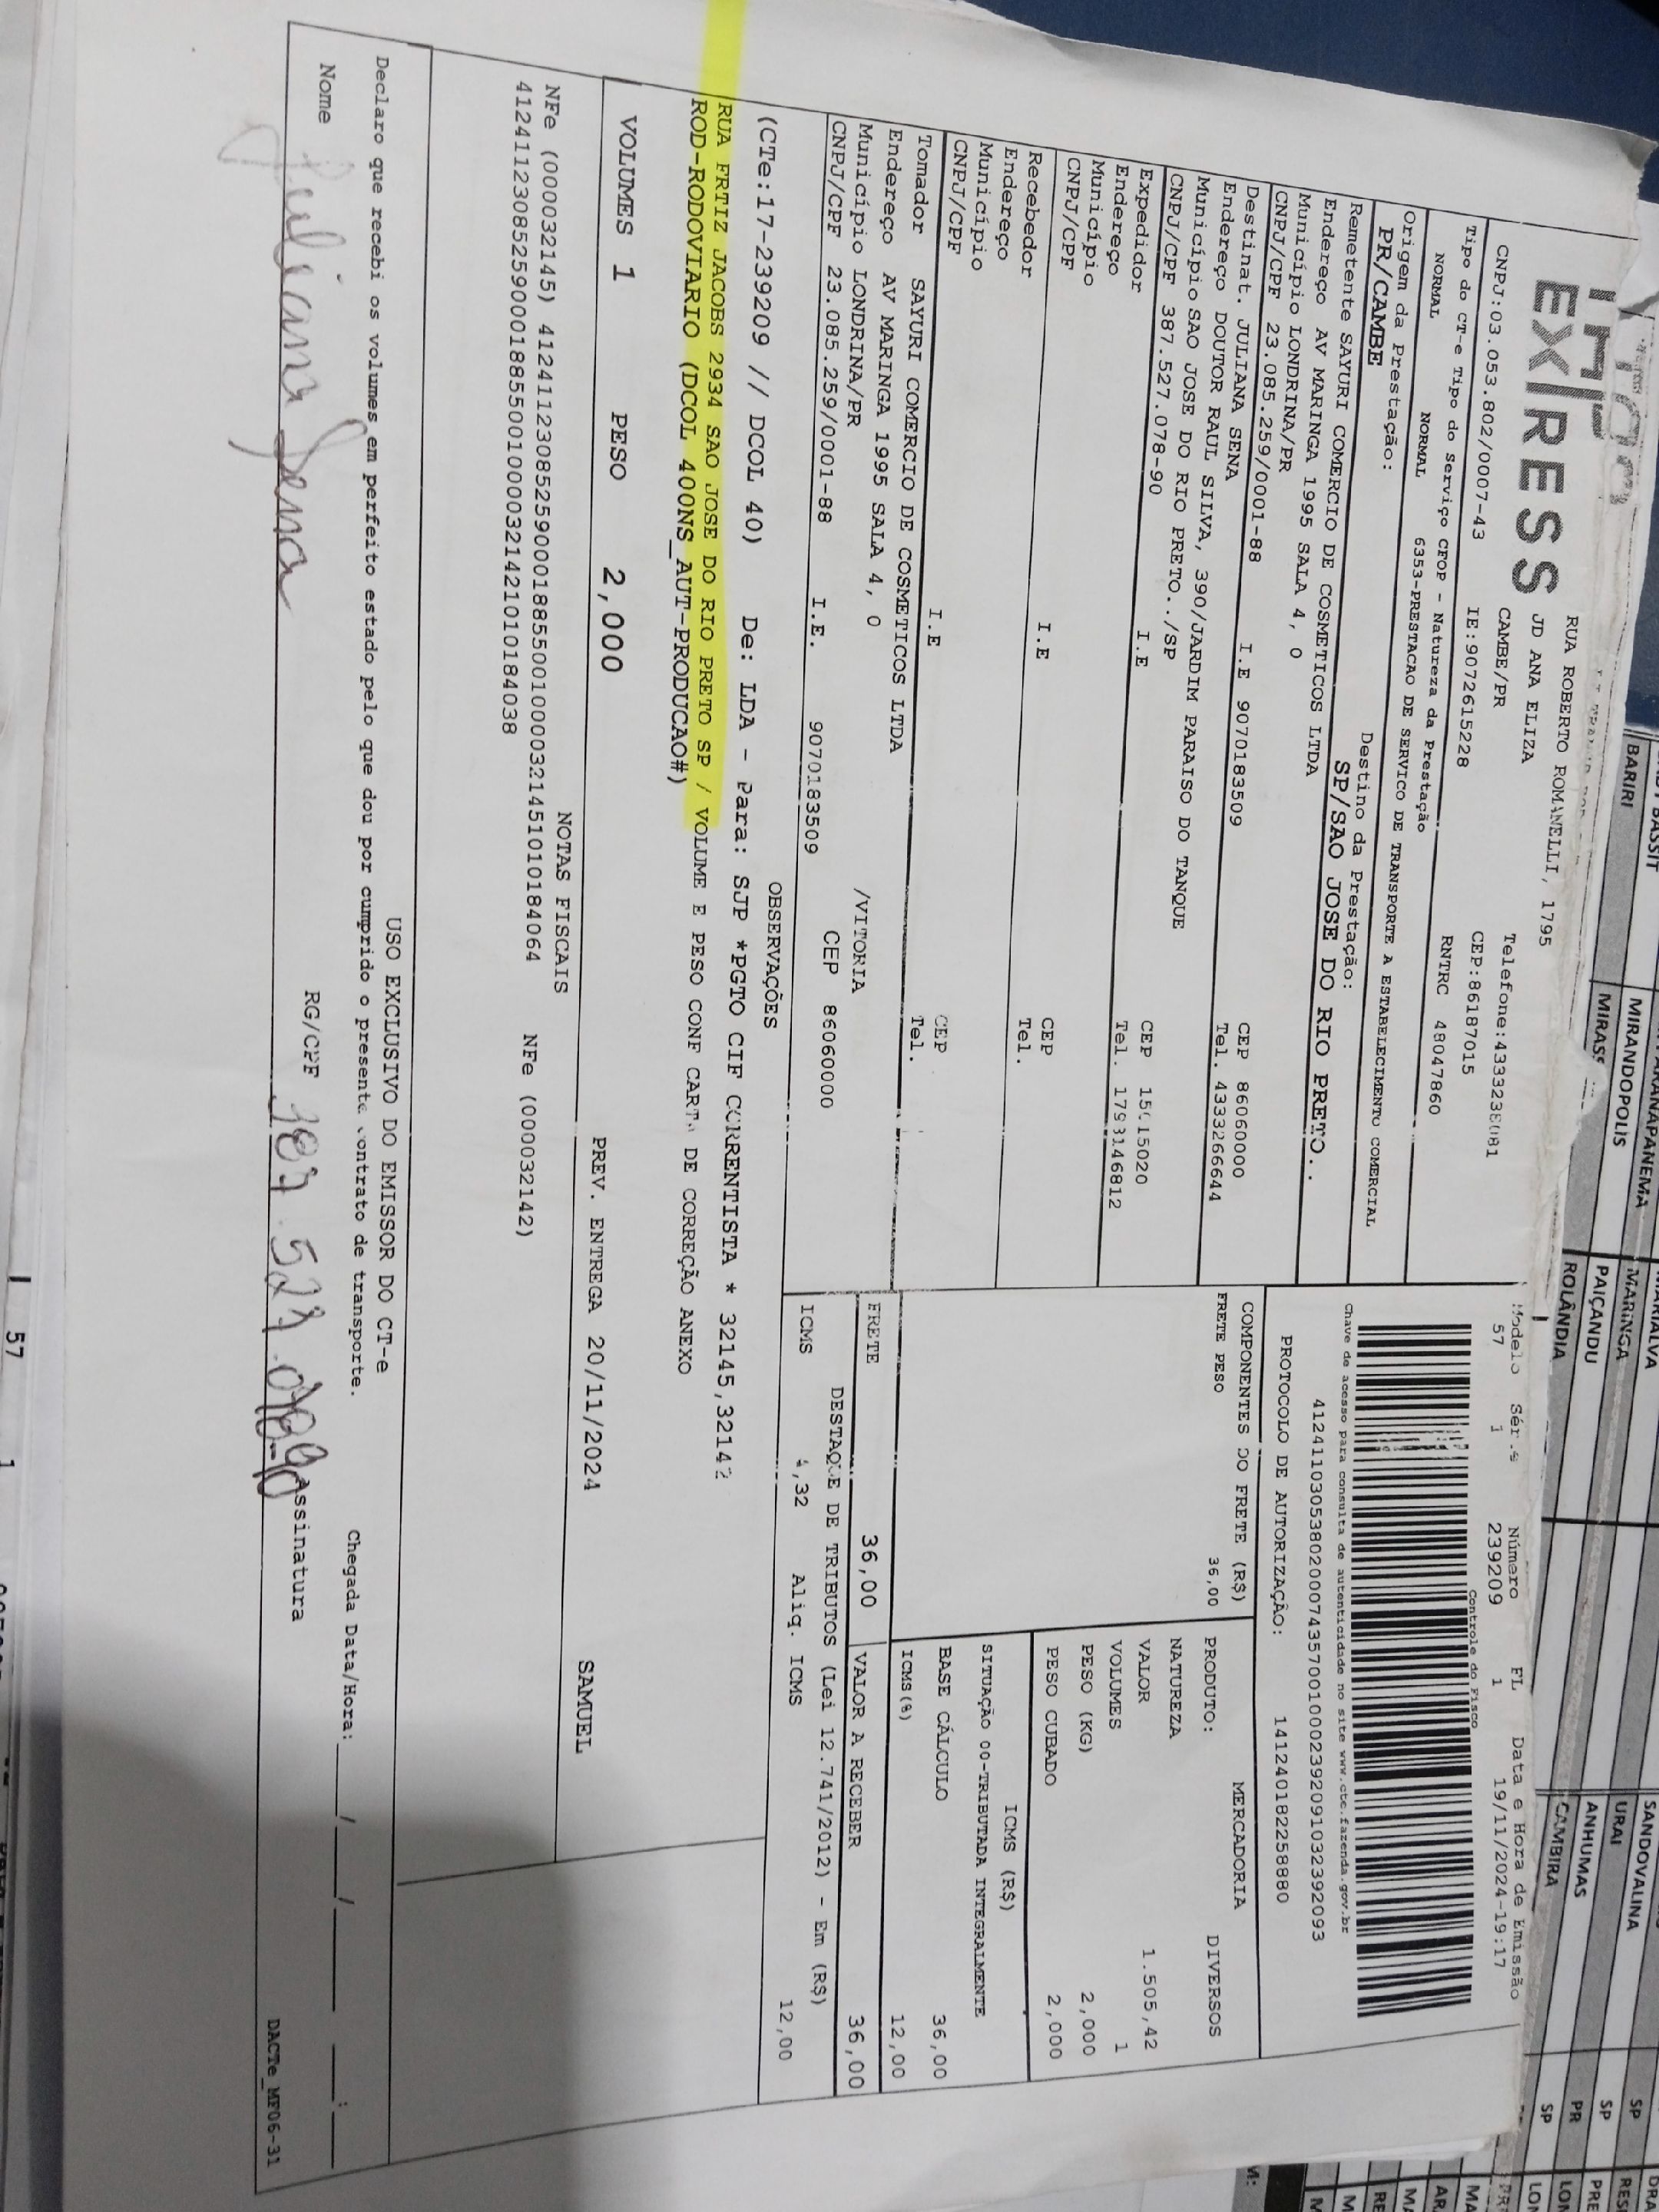 EXPRESS
RUA ROBERTO ROMANELLI, 1795
JD ANA ELIZA
CAMBE/PR
Telefone:
CNPJ:03.053.802/0007-43 IE:9072615228 CEP:86187015
Tipo do CT-e Tipo do Serviço CFOP - Natureza da Prestação RNTRC 48047860
NORMAL NORMAL 6353-PRESTACAO DE SERVICO DE TRANSPORTE A ESTABELECIMENTO COMERCIAL
Origem da Prestação: Destino da Prestação:
PR/CAMBE SP/SAO JOSE DO RIO PRETO..
Remetente SAYURI COMERCIO DE COSMETICOS LTDA
Endereço AV MARINGA 1995 SALA 4, 0
Município LONDRINA/PR CEP 86060000
CNPJ/CPF 23.085.259/0001-88 I.E 9070183509 Tel. 4333266644
Destinat. JULIANA SENA
Endereço DOUTOR RAUL SILVA, 390/JARDIM PARAISO DO TANQUE
Município SAO JOSE DO RIO PRETO../SP CEP
CNPJ/CPF 387.527.078-90 I.E Tel.
Expedidor
Endereço
Município CEP
CNPJ/CPF I.E Tel.
Recebedor
Endereço
Município CEP
CNPJ/CPF I.E Tel.
Tomador SAYURI COMERCIO DE COSMETICOS LTDA
Endereço AV MARINGA 1995 SALA 4, 0 /VITORIA
Município LONDRINA/PR CEP 86060000
CNPJ/CPF 23.085.259/0001-88 I.E. 9070183509
Modelo Série Número FL Data e Hora de Emissão
57 1 239209 1 19/11/2024-19:17
Controle do Fisco
Chave de acesso para consulta de autenticidade no site www.cte.fazenda.gov.br
41241103053802000743570010002392091032392093
PROTOCOLO DE AUTORIZAÇÃO: 141240182258880
COMPONENTES DO FRETE (R$)
FRETE PESO 36,00
PRODUTO: MERCADORIA
NATUREZA DIVERSOS
VALOR 1.505,42
VOLUMES 1
PESO (KG) 2,000
PESO CUBADO 2,000
ICMS (R$)
SITUAÇÃO 00-TRIBUTADA INTEGRALMENTE
BASE CÁLCULO 36,00
ICMS(%) 12,00
FRETE 36,00 VALOR A RECEBER 36,00
DESTAQUE DE TRIBUTOS (Lei 12.741/2012) - Em (R$)
ICMS 4,32 Aliq. ICMS 12,00
OBSERVAÇÕES
(CTe:17-239209 // DCOL 40) De: LDA - Para: SJP *PGTO CIF CORRENTISTA * 32145,32142
RUA FRTIZ JACOBS 2934 SAO JOSE DO RIO PRETO SP / VOLUME E PESO CONF CARTA DE CORREÇÃO ANEXO
ROD-RODOVIARIO (DCOL 400NS_AUT-PRODUCAO#)
VOLUMES 1 PESO 2,000 PREV. ENTREGA 20/11/2024 SAMUEL
NOTAS FISCAIS
NFe (000032145) 41241123085259000188550010000321451010184064 NFe (000032142)
41241123085259000188550010000321421010184038
USO EXCLUSIVO DO EMISSOR DO CT-e
Declaro que recebi os volumes em perfeito estado pelo que dou por cumprido o presente contrato de transporte. Chegada Data/Hora: ___/___/_____ ___:___
Nome Juliana Sena RG/CPF 387.527.078-90 Assinatura
DACTe_MF06-31
BARIRI
MIRANDOPOLIS
MARINGA
PAIÇANDU
ROLÂNDIA
SANDOVALINA
URAI
ANHUMAS
CAMBIRA
SP
SP
PR
SP
57 1